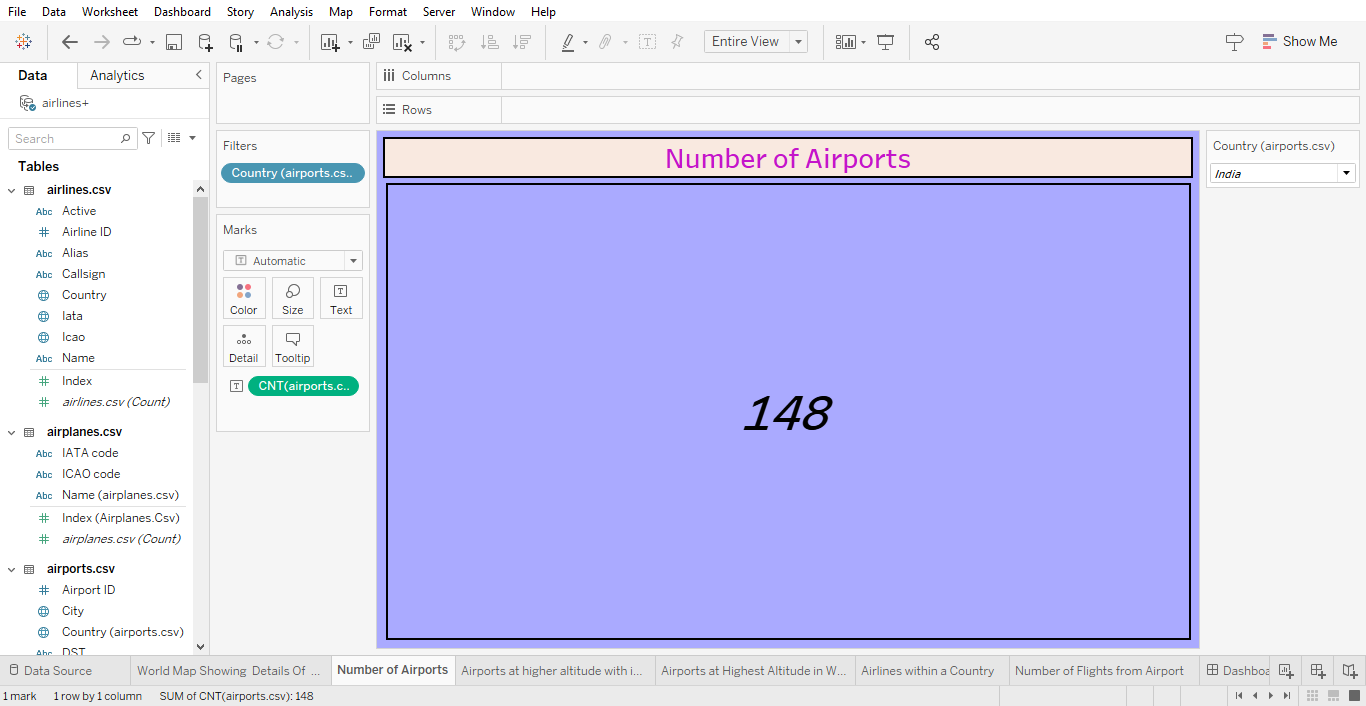 File Data Worksheet Dashboard Story Analysis Map Format Server Window Help
Entire View
Show Me
Data Analytics
airlines+
Search
Tables
airlines.csv
Abc Active
Airline ID
Abc Alias
Abc Callsign
Country
Iata
Icao
Abc Name
Index
airlines.csv (Count)
airplanes.csv
Abc IATA code
Abc ICAO code
Abc Name (airplanes.csv)
Index (Airplanes.Csv)
airplanes.csv (Count)
airports.csv
Airport ID
City
Country (airports.csv)
Abc DST
Pages
Filters
Country (airports.cs..
Marks
T Automatic
Color Size Text
Detail Tooltip
T CNT(airports.c..
Columns
Rows
Number of Airports
148
Country (airports.csv)
India
Data Source World Map Showing Details Of ... Number of Airports Airports at higher altitude with i... Airports at Highest Altitude in W... Airlines within a Country Number of Flights from Airport Dashboa
1 mark 1 row by 1 column SUM of CNT(airports.csv): 148